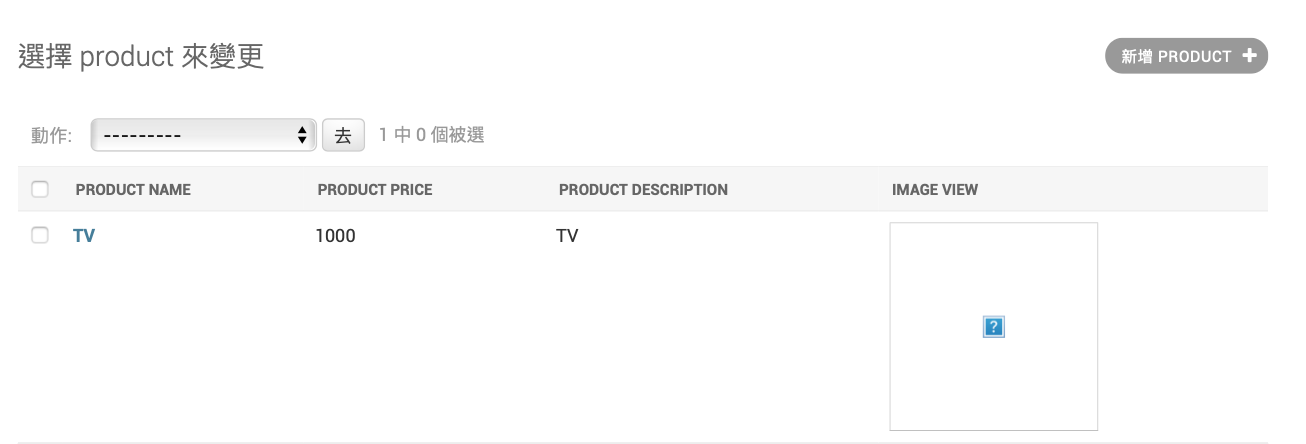 選擇 product 來變更
新增 PRODUCT +
動作: --------- 去 1 中 0 個被選
PRODUCT NAME PRODUCT PRICE PRODUCT DESCRIPTION IMAGE VIEW
TV 1000 TV
?